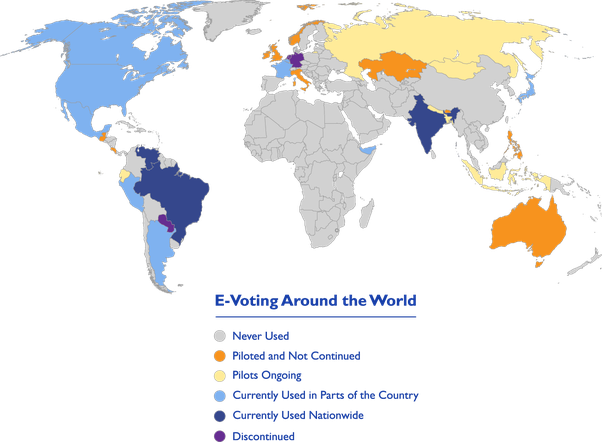 E-Voting Around the World
Never Used
Piloted and Not Continued
Pilots Ongoing
Currently Used in Parts of the Country
Currently Used Nationwide
Discontinued